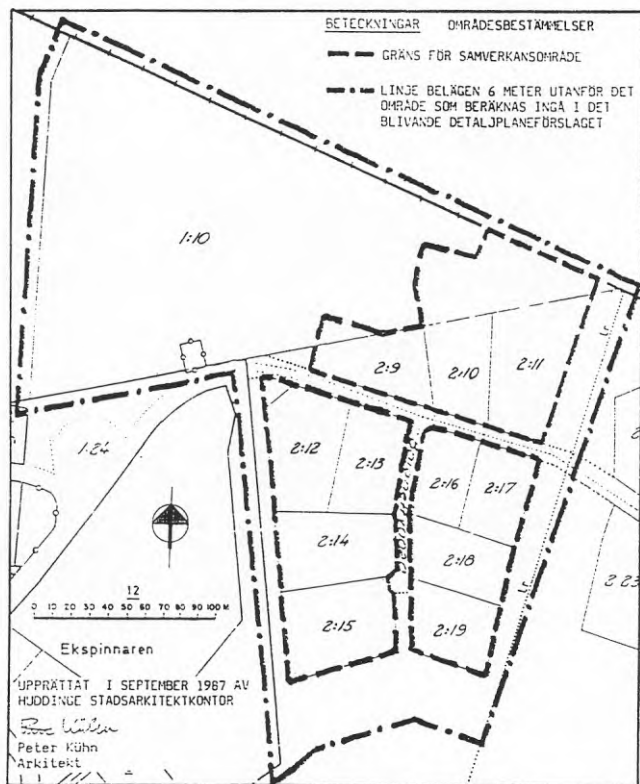 BETECKNINGAR OMRÅDESBESTÄMMELSER
GRÄNS FÖR SAMVERKANSOMRÅDE
LINJE BELÄGEN 6 METER UTANFÖR DET
OMRÅDE SOM BERÄKNAS INGÅ I DET
BLIVANDE DETALJPLANEFÖRSLAGET
1:10
2:9
2:10
2:11
2:12
2:13
2:16
2:17
1:24
2:14
2:18
2:23
2:15
2:19
12
0 10 20 30 40 50 60 70 80 90 100 M
Ekspinnaren
UPPRÄTTAT I SEPTEMBER 1987 AV
HUDDINGE STADSARKITEKTKONTOR
Peter Kühn
Arkitekt